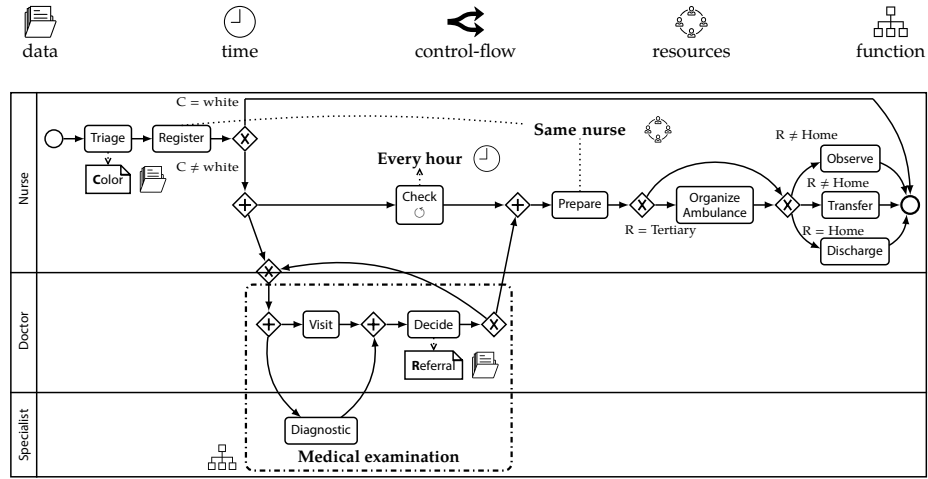 data
time
control-flow
resources
function
Nurse
C = white
Triage
Register
X
Same nurse
R ≠ Home
Observe
Color
C ≠ white
Every hour
Check
+
+
Prepare
X
Organize
Ambulance
X
R ≠ Home
Transfer
R = Tertiary
R = Home
Discharge
X
Doctor
+
Visit
+
Decide
X
Referral
Specialist
Diagnostic
Medical examination